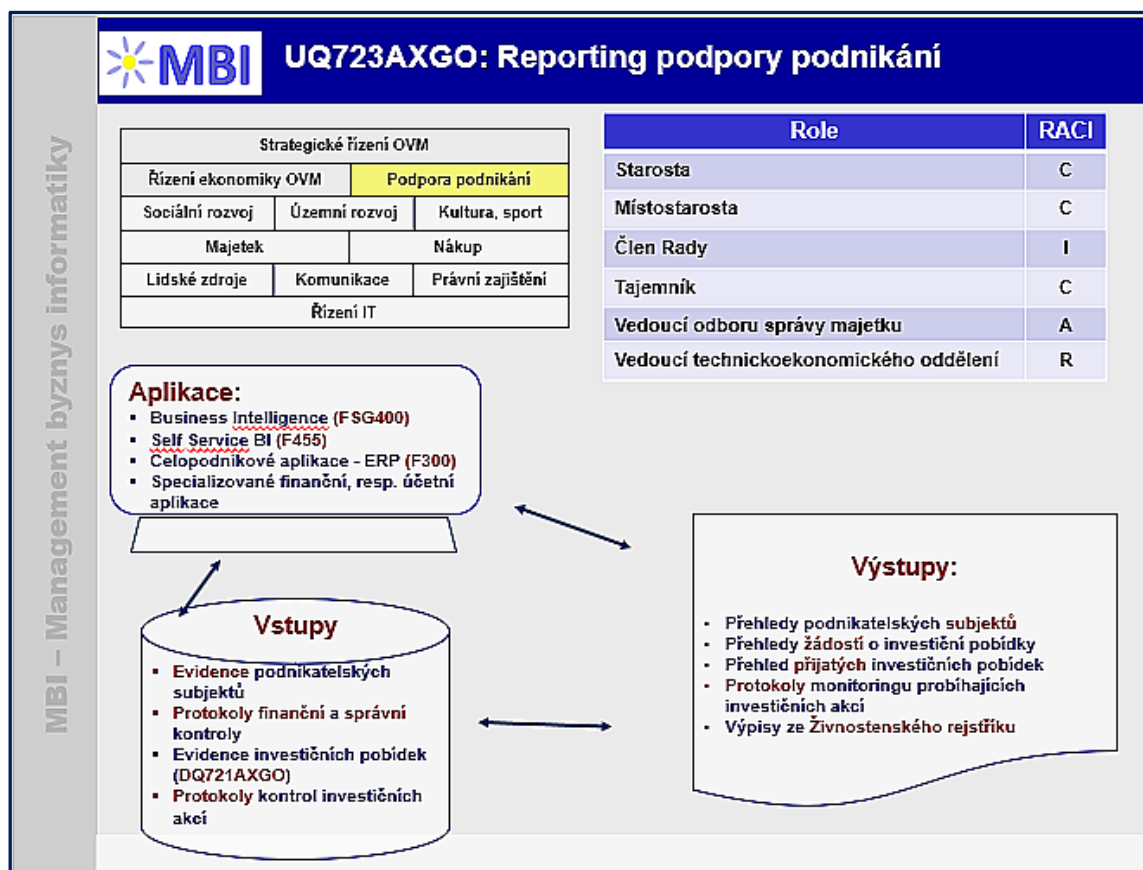 MBI
UQ723AXGO: Reporting podpory podnikání
MBI – Management byznys informatiky
Strategické řízení OVM
Řízení ekonomiky OVM
Podpora podnikání
Sociální rozvoj
Územní rozvoj
Kultura, sport
Majetek
Nákup
Lidské zdroje
Komunikace
Právní zajištění
Řízení IT
Role RACI
Starosta C
Místostarosta C
Člen Rady I
Tajemník C
Vedoucí odboru správy majetku A
Vedoucí technickoekonomického oddělení R
Aplikace:
▪ Business Intelligence (FSG400)
▪ Self Service BI (F455)
▪ Celopodnikové aplikace - ERP (F300)
▪ Specializované finanční, resp. účetní
aplikace
Vstupy
▪ Evidence podnikatelských
subjektů
▪ Protokoly finanční a správní
kontroly
▪ Evidence investičních pobídek
(DQ721AXGO)
▪ Protokoly kontrol investičních
akcí
Výstupy:
▪ Přehledy podnikatelských subjektů
▪ Přehledy žádostí o investiční pobídky
▪ Přehled přijatých investičních pobídek
▪ Protokoly monitoringu probíhajících
investičních akcí
▪ Výpisy ze Živnostenského rejstříku